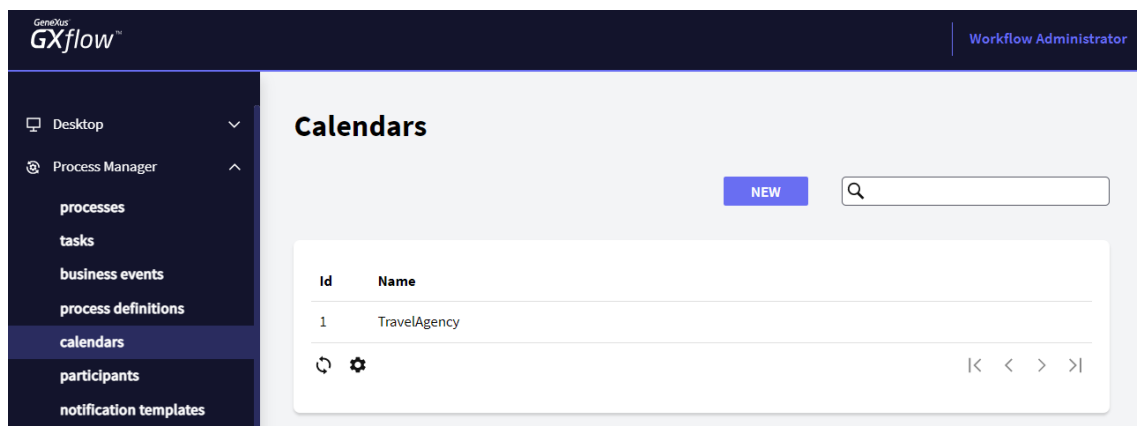 GeneXus™
GXflow™
Workflow Administrator
Desktop
Process Manager
processes
tasks
business events
process definitions
calendars
participants
notification templates
Calendars
NEW
Id Name
1 TravelAgency